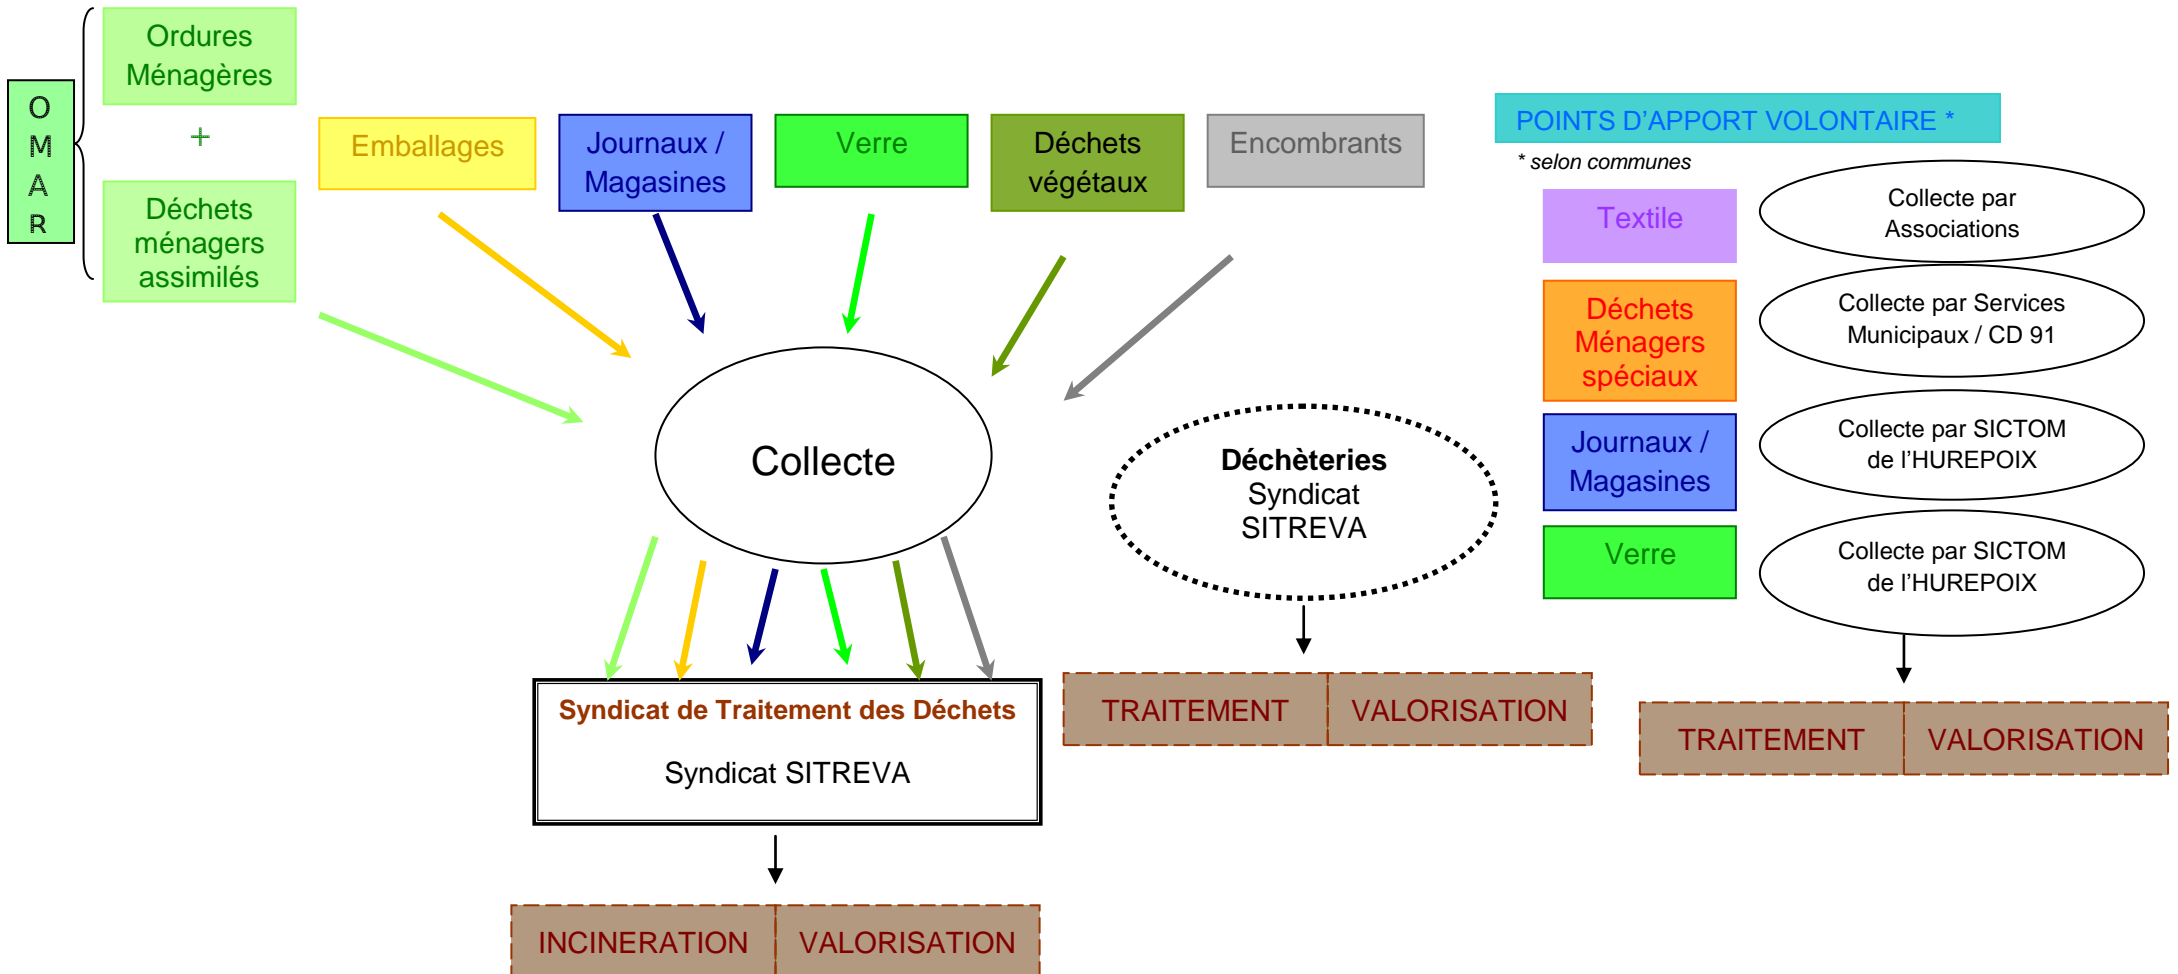 O
M
A
R
Ordures
Ménagères
+
Déchets
ménagers
assimilés
Emballages
Journaux /
Magasines
Verre
Déchets
végétaux
Encombrants
Collecte
Syndicat de Traitement des Déchets
Syndicat SITREVA
INCINERATION
VALORISATION
Déchèteries
Syndicat
SITREVA
TRAITEMENT
VALORISATION
POINTS D'APPORT VOLONTAIRE *
* selon communes
Textile
Collecte par
Associations
Déchets
Ménagers
spéciaux
Collecte par Services
Municipaux / CD 91
Journaux /
Magasines
Collecte par SICTOM
de l'HUREPOIX
Verre
Collecte par SICTOM
de l'HUREPOIX
TRAITEMENT
VALORISATION